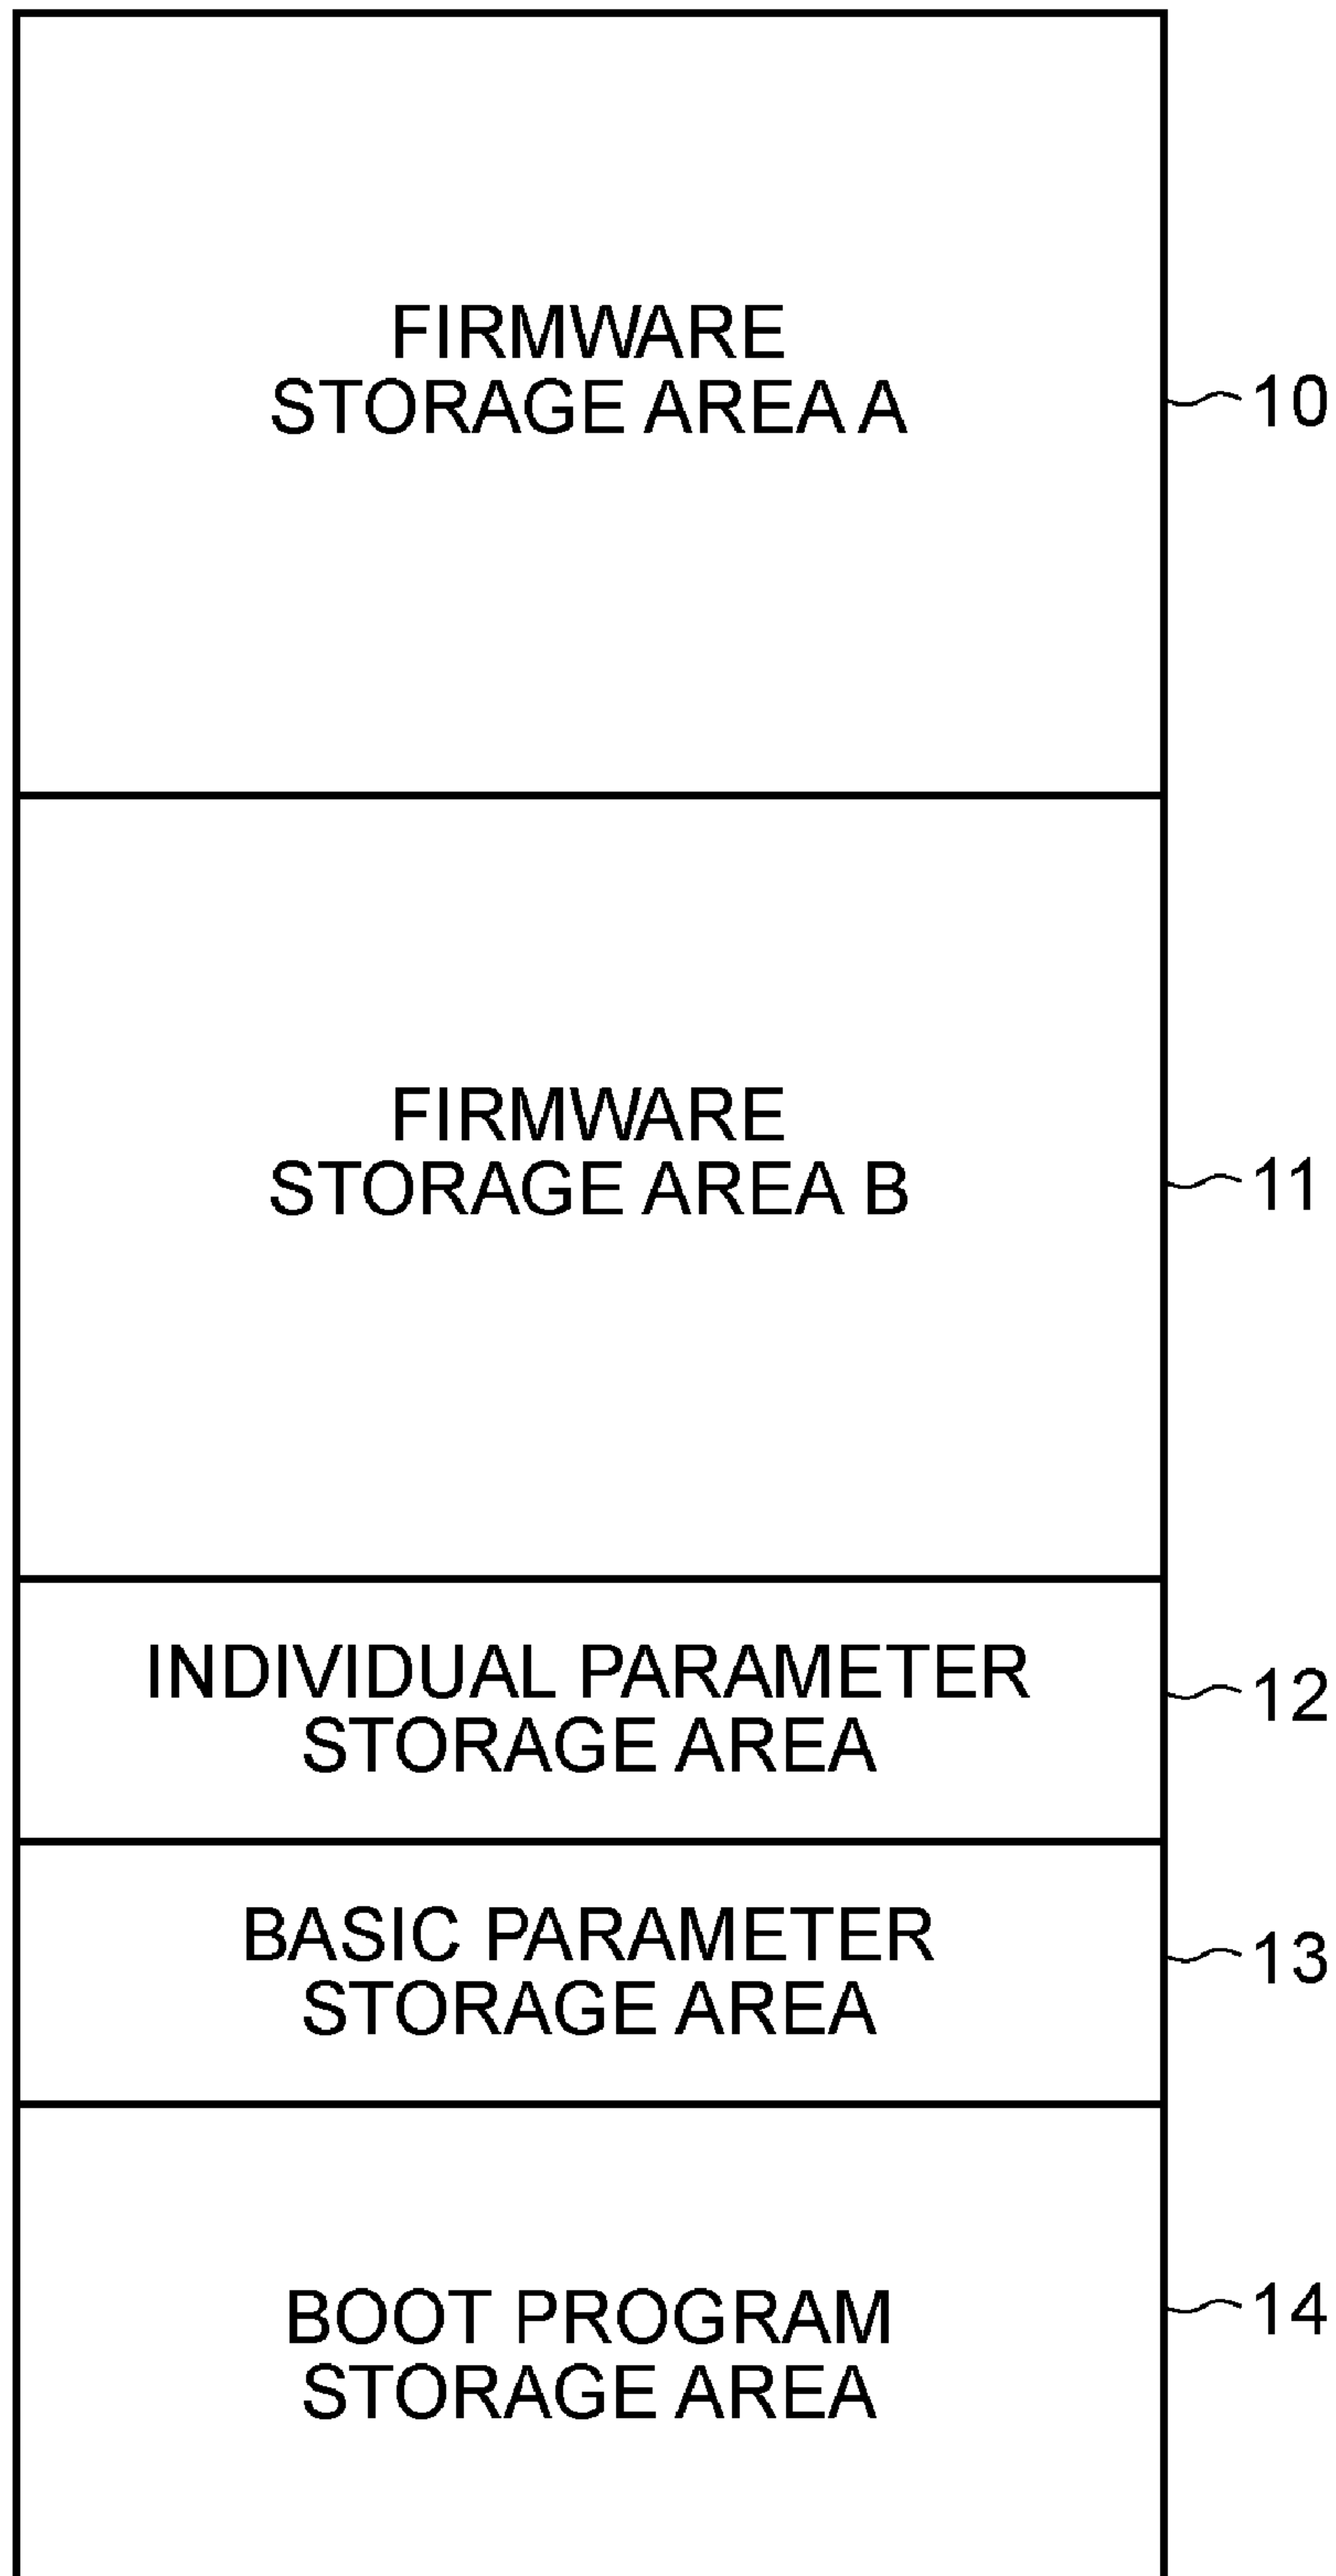 FIRMWARE
STORAGE AREA A
10
FIRMWARE
STORAGE AREA B
11
INDIVIDUAL PARAMETER
STORAGE AREA
12
BASIC PARAMETER
STORAGE AREA
13
BOOT PROGRAM
STORAGE AREA
14